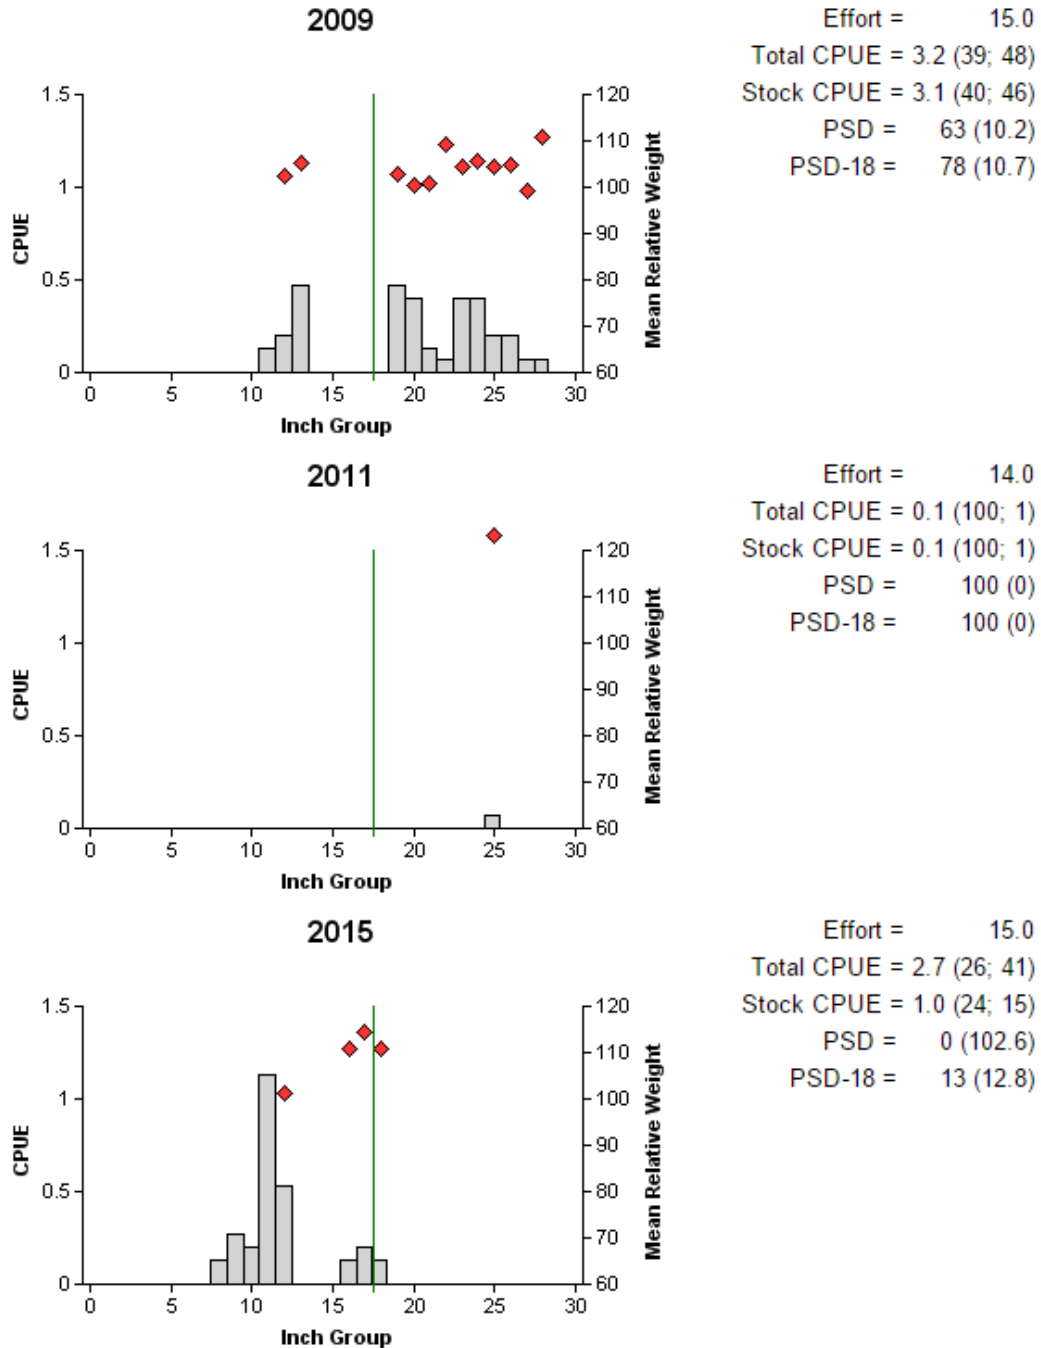 2009
Effort = 15.0
Total CPUE = 3.2 (39; 48)
Stock CPUE = 3.1 (40; 46)
PSD = 63 (10.2)
PSD-18 = 78 (10.7)
1.5
1
0.5
0
CPUE
120
110
100
90
80
70
60
Mean Relative Weight
0 5 10 15 20 25 30
Inch Group
2011
Effort = 14.0
Total CPUE = 0.1 (100; 1)
Stock CPUE = 0.1 (100; 1)
PSD = 100 (0)
PSD-18 = 100 (0)
1.5
1
0.5
0
CPUE
120
110
100
90
80
70
60
Mean Relative Weight
0 5 10 15 20 25 30
Inch Group
2015
Effort = 15.0
Total CPUE = 2.7 (26; 41)
Stock CPUE = 1.0 (24; 15)
PSD = 0 (102.6)
PSD-18 = 13 (12.8)
1.5
1
0.5
0
CPUE
120
110
100
90
80
70
60
Mean Relative Weight
0 5 10 15 20 25 30
Inch Group